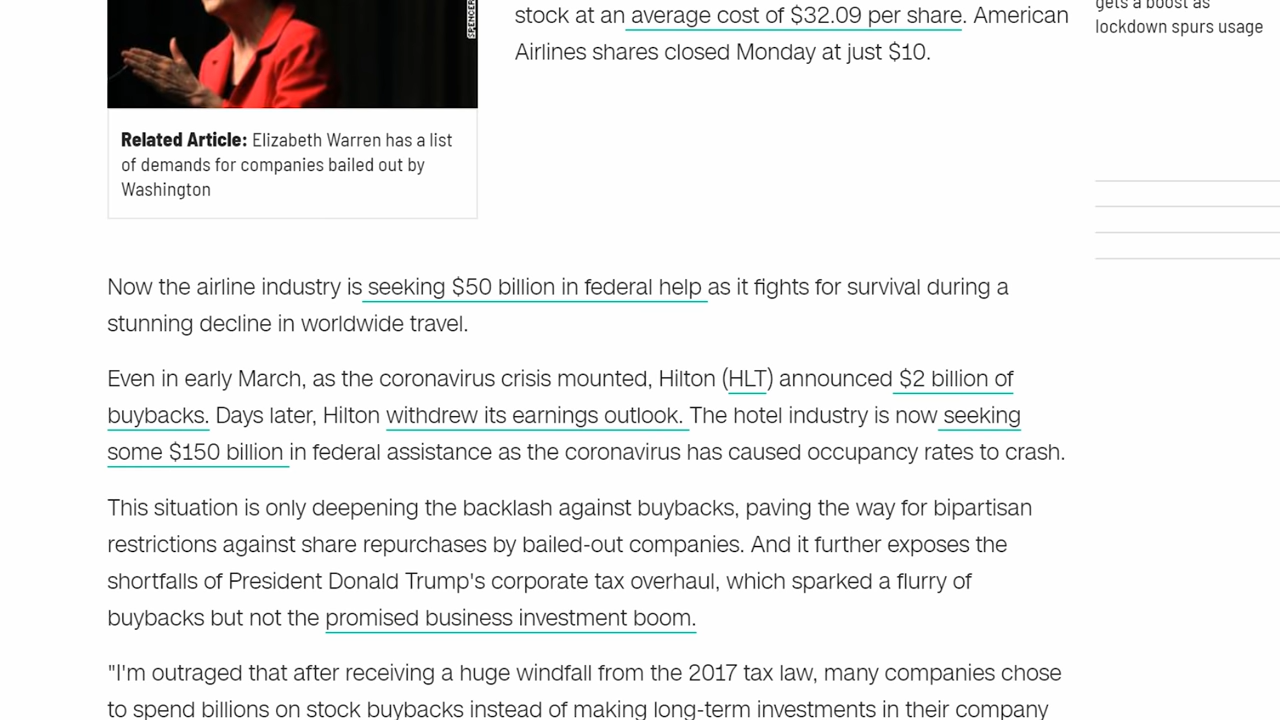 stock at an average cost of $32.09 per share. American
Airlines shares closed Monday at just $10.
SPENCER
Related Article: Elizabeth Warren has a list
of demands for companies bailed out by
Washington
Now the airline industry is seeking $50 billion in federal help as it fights for survival during a
stunning decline in worldwide travel.
Even in early March, as the coronavirus crisis mounted, Hilton (HLT) announced $2 billion of
buybacks. Days later, Hilton withdrew its earnings outlook. The hotel industry is now seeking
some $150 billion in federal assistance as the coronavirus has caused occupancy rates to crash.
This situation is only deepening the backlash against buybacks, paving the way for bipartisan
restrictions against share repurchases by bailed-out companies. And it further exposes the
shortfalls of President Donald Trump's corporate tax overhaul, which sparked a flurry of
buybacks but not the promised business investment boom.
"I'm outraged that after receiving a huge windfall from the 2017 tax law, many companies chose
to spend billions on stock buybacks instead of making long-term investments in their company
gets a boost as
lockdown spurs usage